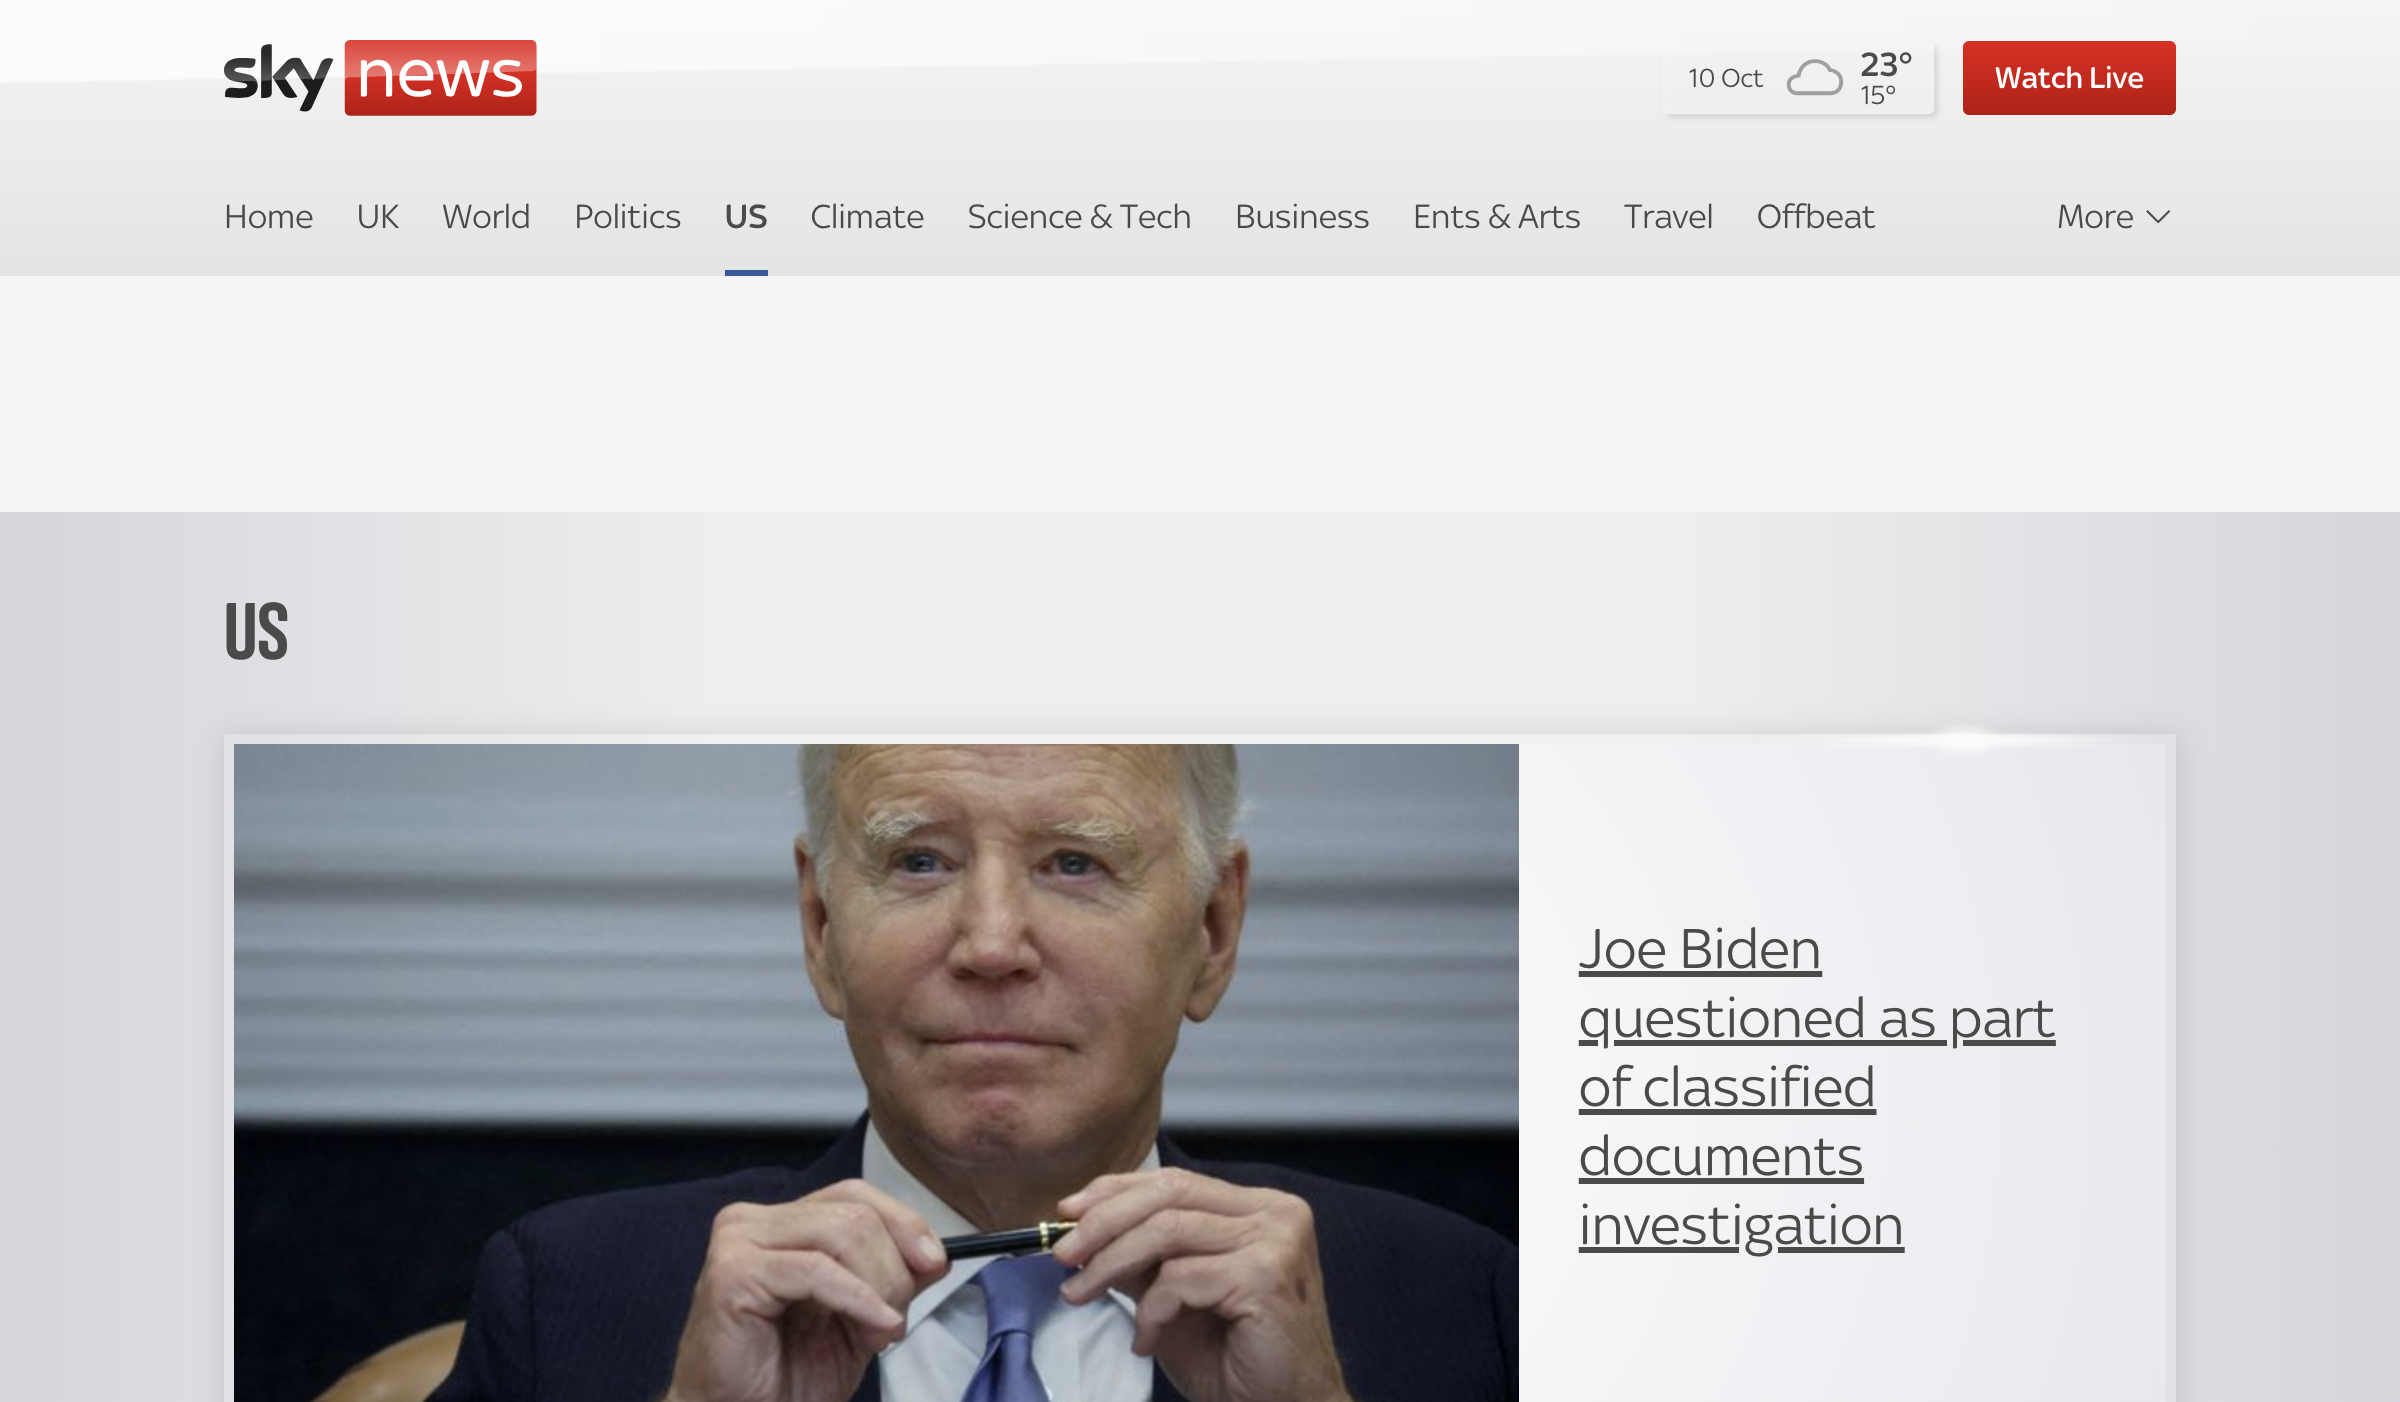 sky news
10 Oct
23°
15°
Watch Live
Home UK World Politics US Climate Science & Tech Business Ents & Arts Travel Offbeat More
US
Joe Biden
questioned as part
of classified
documents
investigation